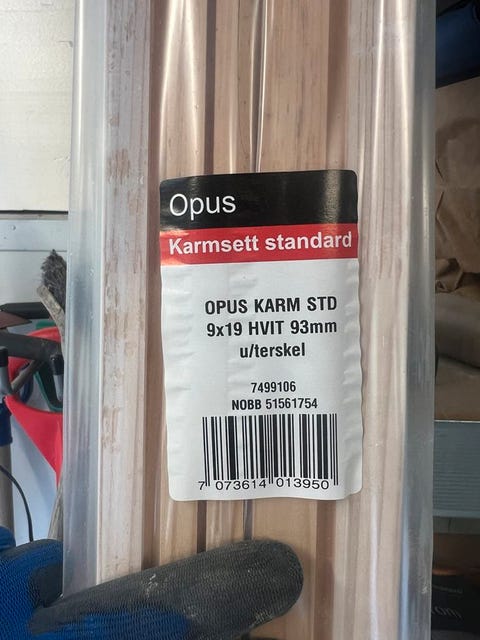 Opus
Karmsett standard
OPUS KARM STD
9x19 HVIT 93mm
u/terskel
7499106
NOBB 51561754
7 073614 013950